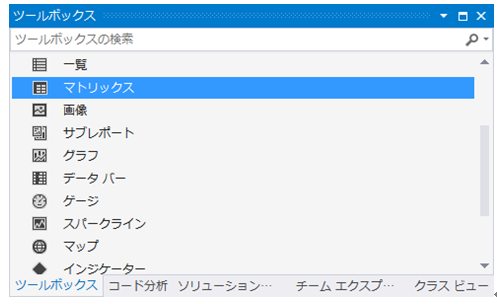 ツールボックス
ツールボックスの検索
一覧
マトリックス
画像
サブレポート
グラフ
データ バー
ゲージ
スパークライン
マップ
インジケーター
ツールボックス コード分析 ソリューション… チーム エクスプ… クラス ビュー